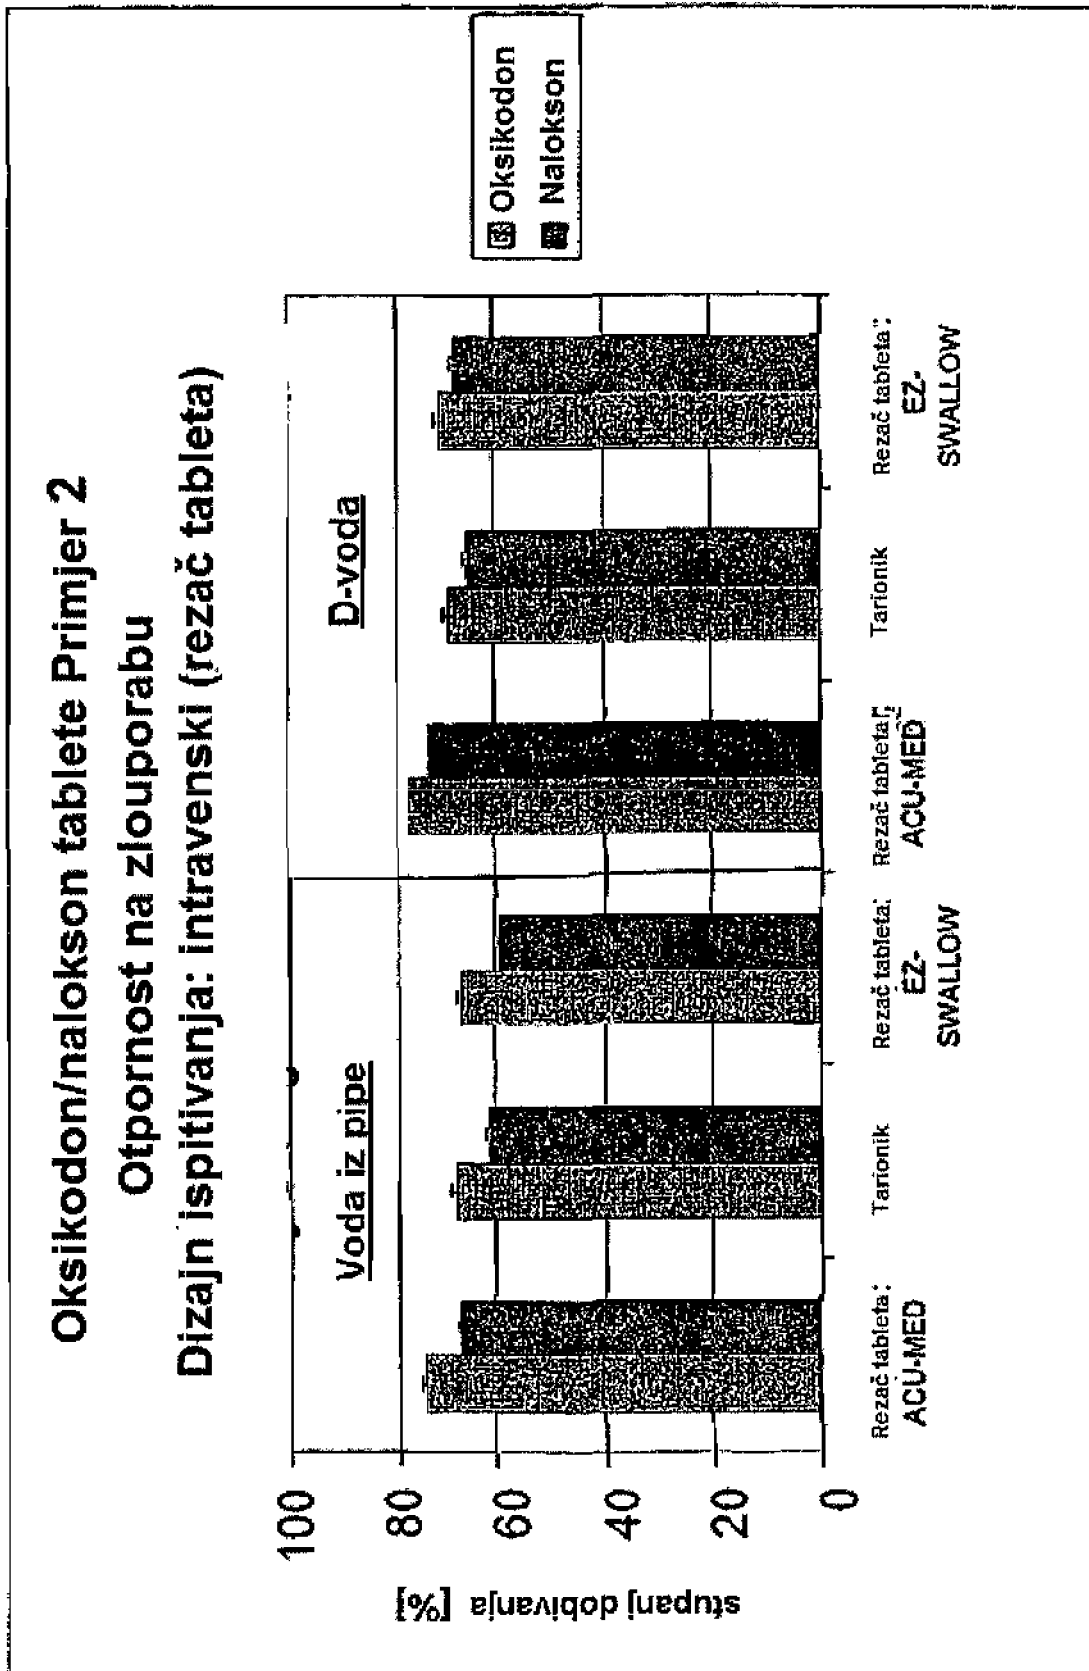 Oksikodon/nalokson tablete Primjer 2
Otpornost na zlouporabu
Dizajn ispitivanja: intravenski (rezač tableta)
Oksikodon
Nalokson
Voda iz pipe
D-voda
stupanj dobivanja [%]
100
80
60
40
20
0
Rezač tableta:
ACU-MED
Tarionik
Rezač tableta:
EZ-
SWALLOW
Rezač tableta:
ACU-MED
Tarionik
Rezač tableta:
EZ-
SWALLOW